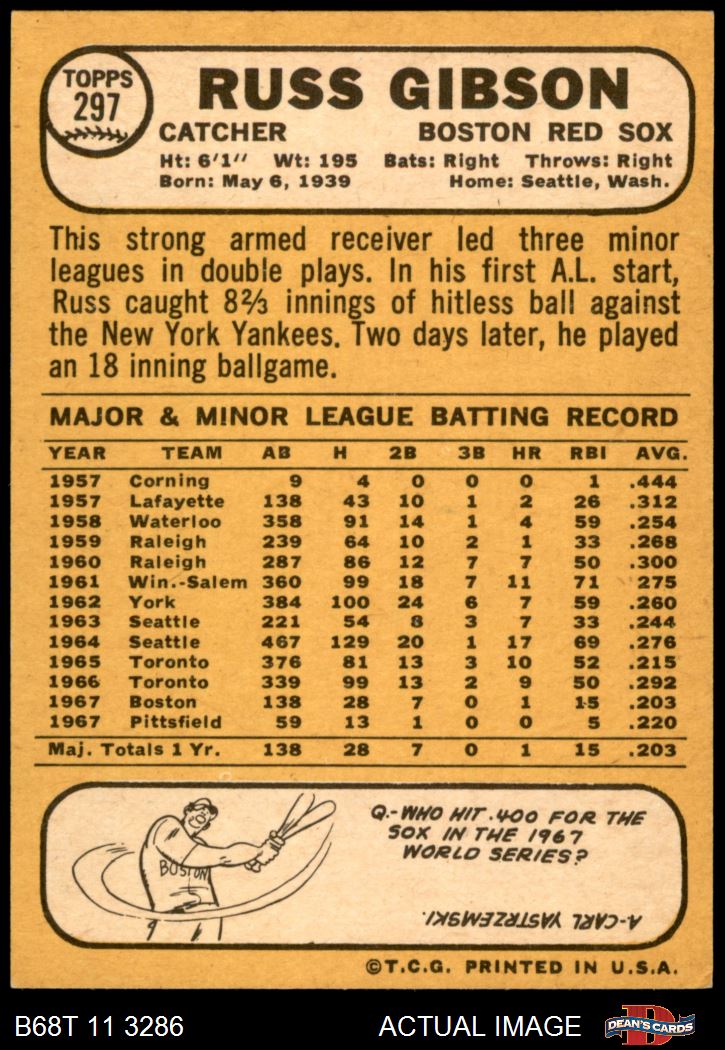 TOPPS
297
RUSS GIBSON
CATCHER BOSTON RED SOX
Ht: 6'1" Wt: 195 Bats: Right Throws: Right
Born: May 6, 1939 Home: Seattle, Wash.
This strong armed receiver led three minor
leagues in double plays. In his first A.L. start,
Russ caught 8⅔ innings of hitless ball against
the New York Yankees. Two days later, he played
an 18 inning ballgame.
MAJOR & MINOR LEAGUE BATTING RECORD
YEAR TEAM AB H 2B 3B HR RBI AVG.
1957 Corning 9 4 0 0 0 1 .444
1957 Lafayette 138 43 10 1 2 26 .312
1958 Waterloo 358 91 14 1 4 59 .254
1959 Raleigh 239 64 10 2 1 33 .268
1960 Raleigh 287 86 12 7 7 50 .300
1961 Win.-Salem 360 99 18 7 11 71 275
1962 York 384 100 24 6 7 59 .260
1963 Seattle 221 54 8 3 7 33 .244
1964 Seattle 467 129 20 1 17 69 .276
1965 Toronto 376 81 13 3 10 52 .215
1966 Toronto 339 99 13 2 9 50 .292
1967 Boston 138 28 7 0 1 15 .203
1967 Pittsfield 59 13 1 0 0 5 .220
Maj. Totals 1 Yr. 138 28 7 0 1 15 .203
BOSTON
Q.-WHO HIT .400 FOR THE
SOX IN THE 1967
WORLD SERIES?
A-CARL YASTRZEMSKI.
©T.C.G. PRINTED IN U.S.A.
B68T 11 3286 ACTUAL IMAGE
D
DEAN'S CARDS